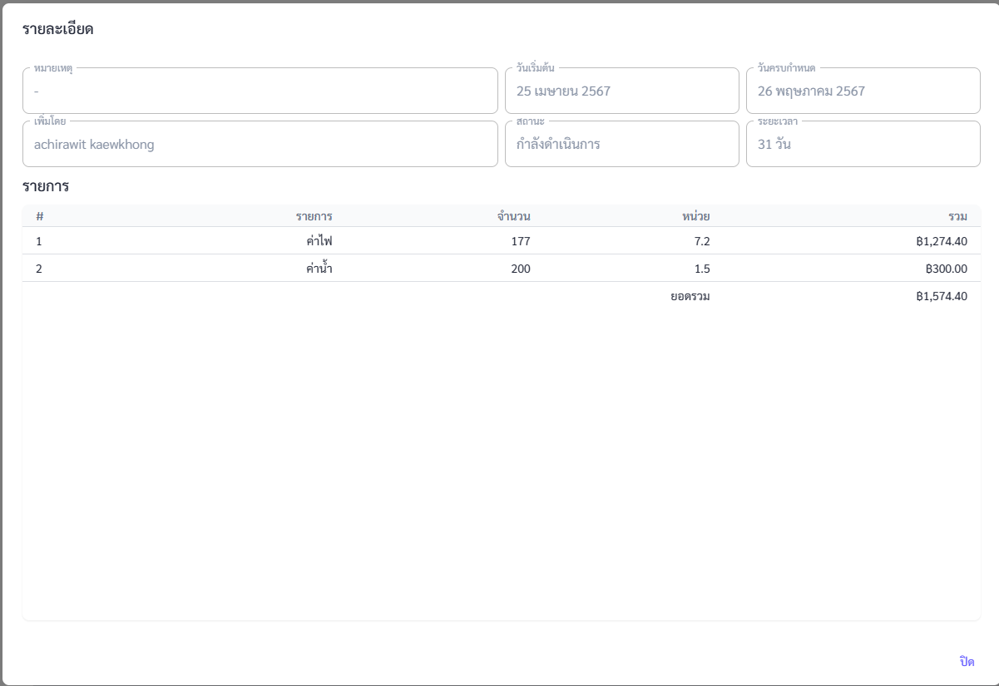 รายละเอียด
หมายเหตุ วันเริ่มต้น วันครบกำหนด
- 25 เมษายน 2567 26 พฤษภาคม 2567
เพิ่มโดย สถานะ ระยะเวลา
achirawit kaewkhong กำลังดำเนินการ 31 วัน
รายการ
# รายการ จำนวน หน่วย รวม
1 ค่าไฟ 177 7.2 ฿1,274.40
2 ค่าน้ำ 200 1.5 ฿300.00
ยอดรวม ฿1,574.40
ปิด